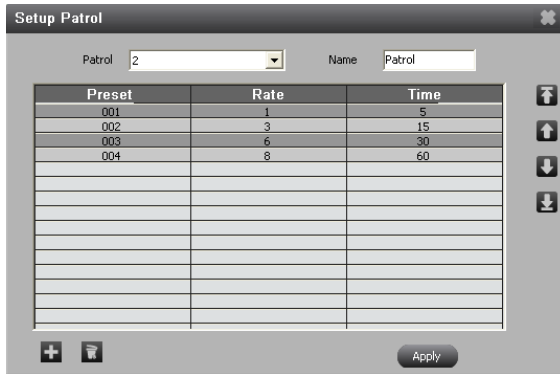 Setup Patrol
Patrol 2 Name Patrol
Preset Rate Time
001 1 5
002 3 15
003 6 30
004 8 60
Apply